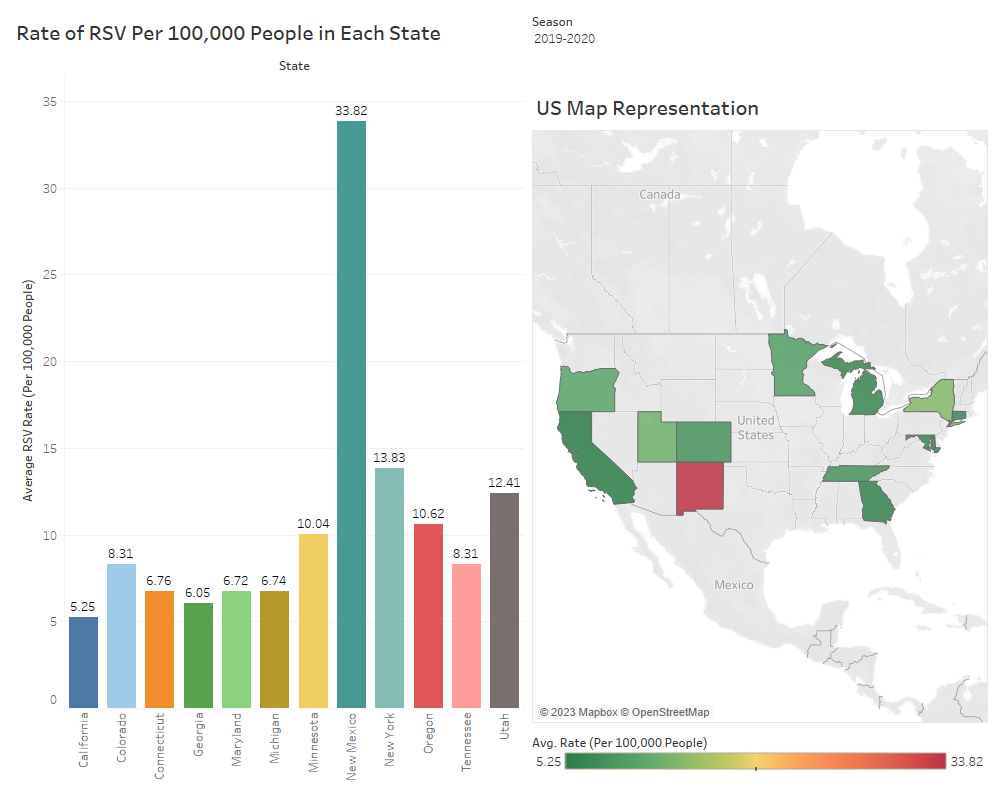 Rate of RSV Per 100,000 People in Each State
Season
2019-2020
State
US Map Representation
Average RSV Rate (Per 100,000 People)
35
30
25
20
15
10
5
0
5.25
8.31
6.76
6.05
6.72
6.74
10.04
33.82
13.83
10.62
8.31
12.41
California
Colorado
Connecticut
Georgia
Maryland
Michigan
Minnesota
New Mexico
New York
Oregon
Tennessee
Utah
Canada
United
States
Mexico
© 2023 Mapbox © OpenStreetMap
Avg. Rate (Per 100,000 People)
5.25
33.82